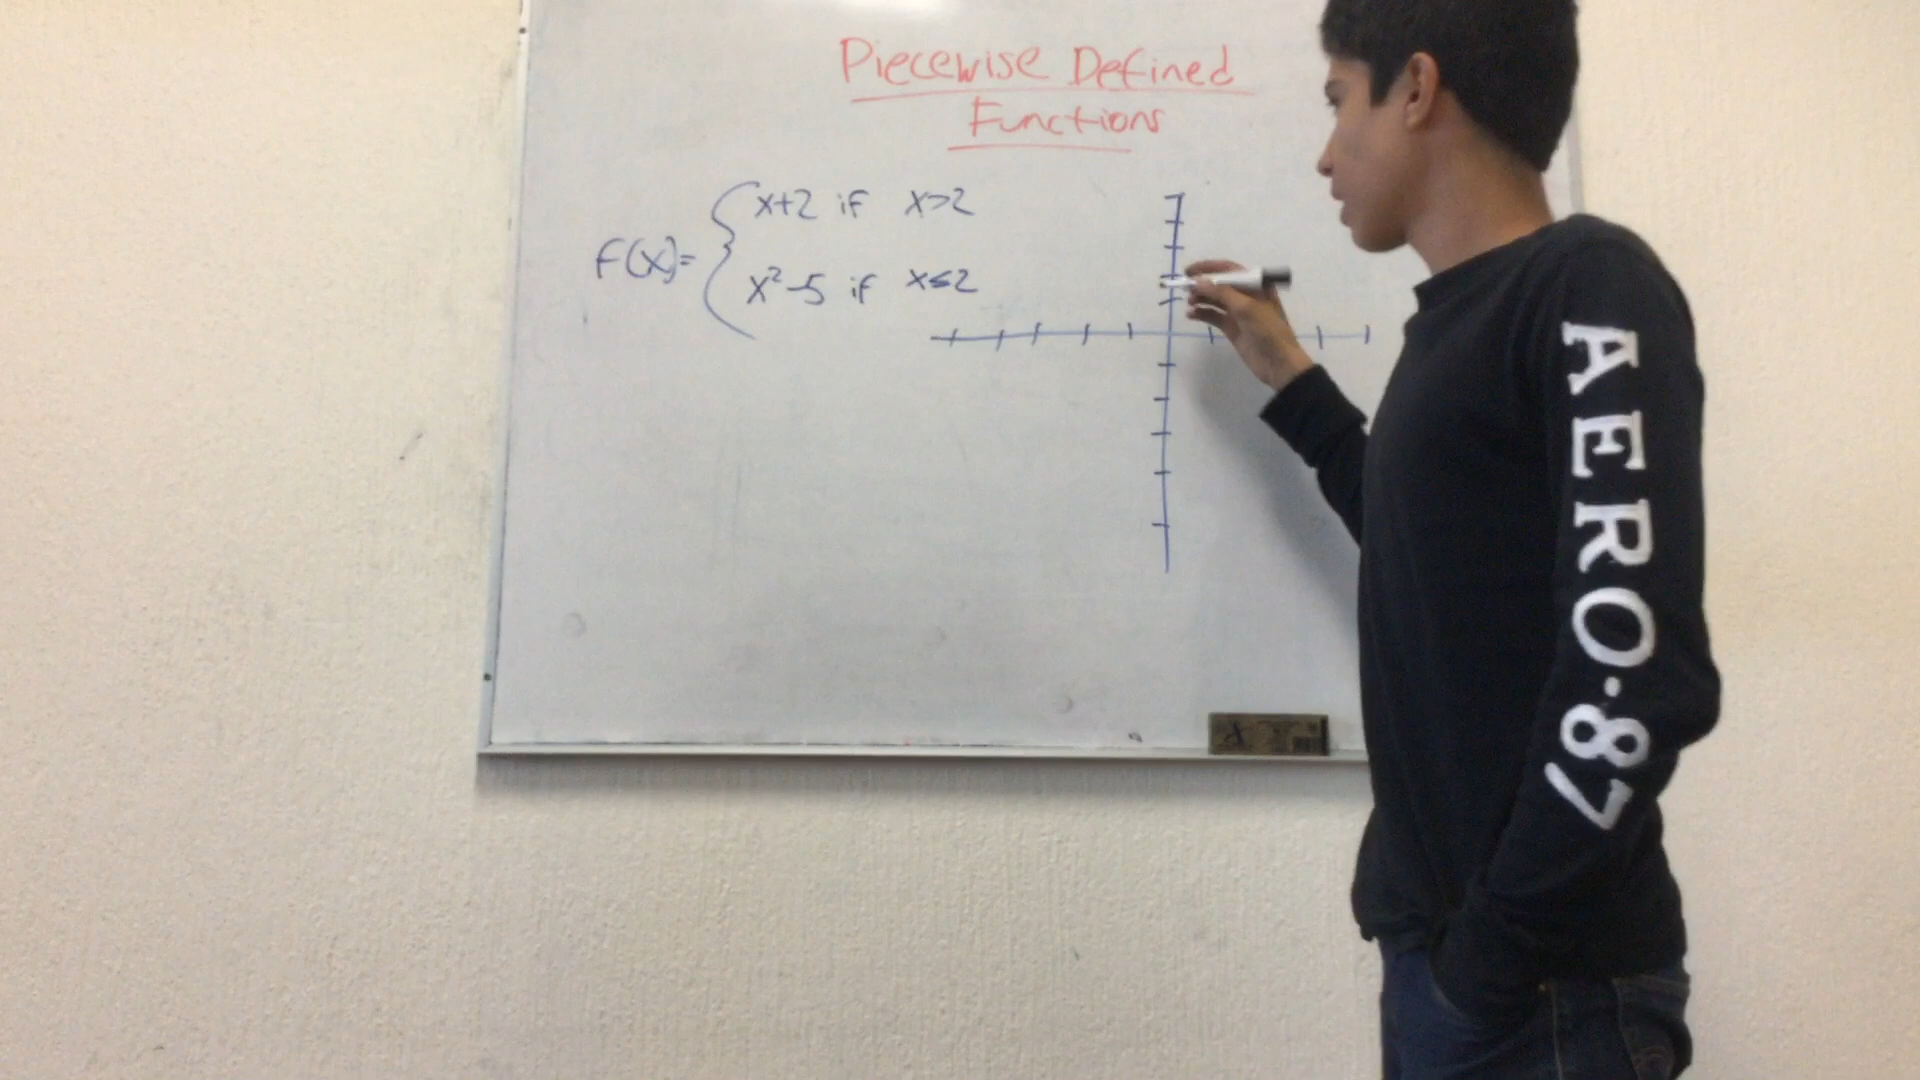 Piecewise Defined
Functions
F(x)=
x+2 if x>2
x²-5 if x≤2
AERO·87
A